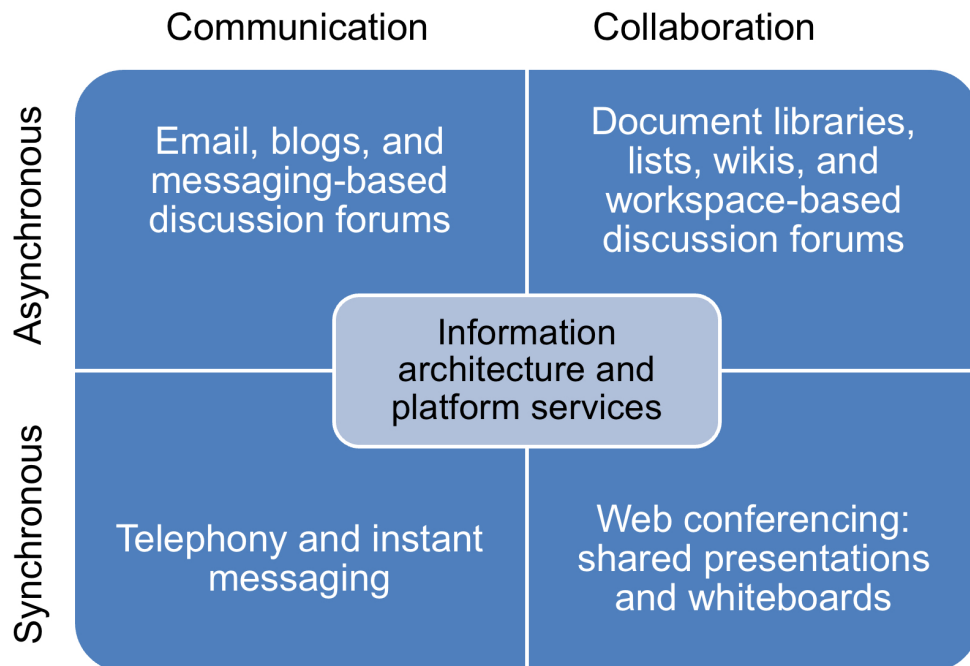 Communication
Collaboration
Asynchronous
Email, blogs, and
messaging-based
discussion forums
Document libraries,
lists, wikis, and
workspace-based
discussion forums
Information
architecture and
platform services
Synchronous
Telephony and instant
messaging
Web conferencing:
shared presentations
and whiteboards